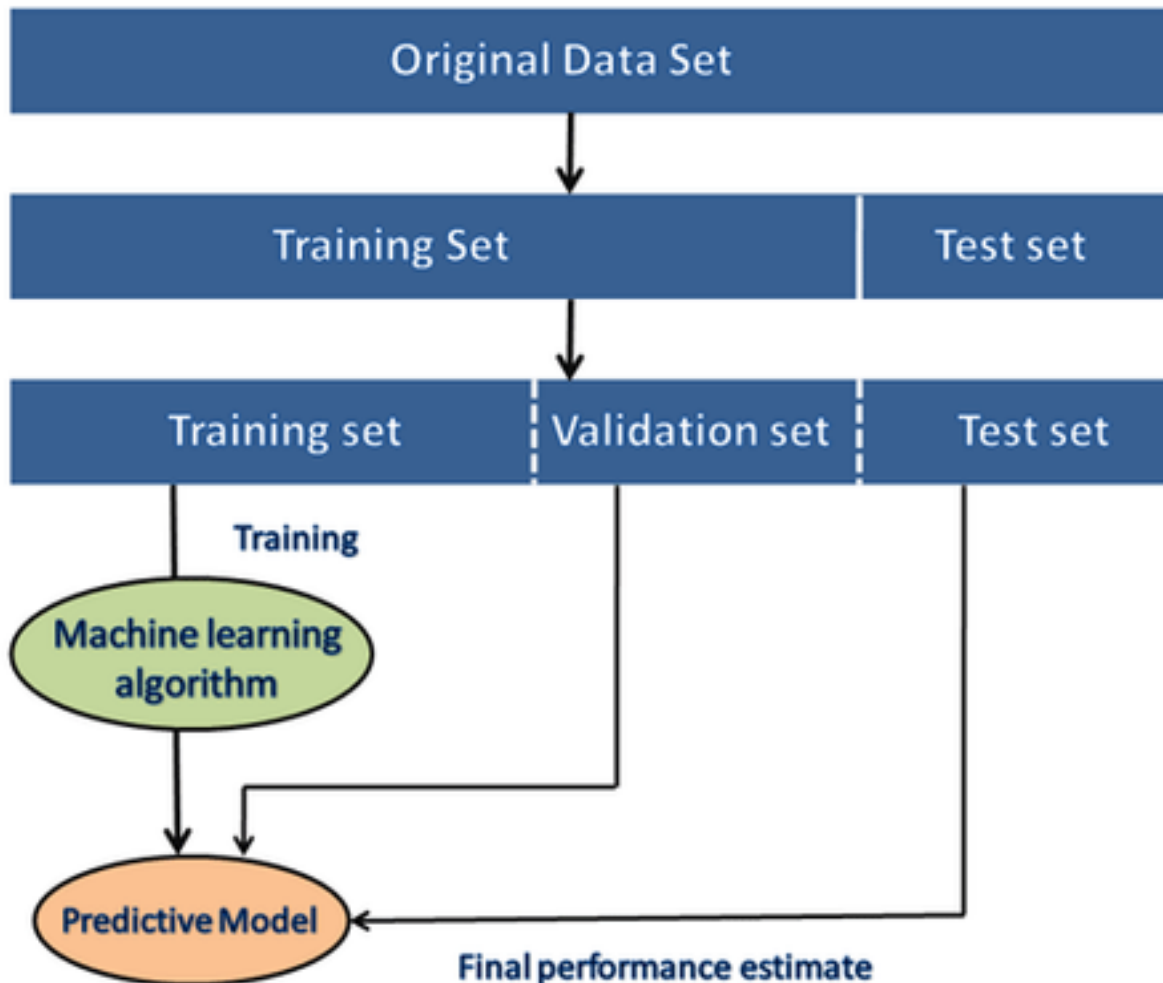 Original Data Set
Training Set
Test set
Training set
Validation set
Test set
Training
Machine learning
algorithm
Predictive Model
Final performance estimate